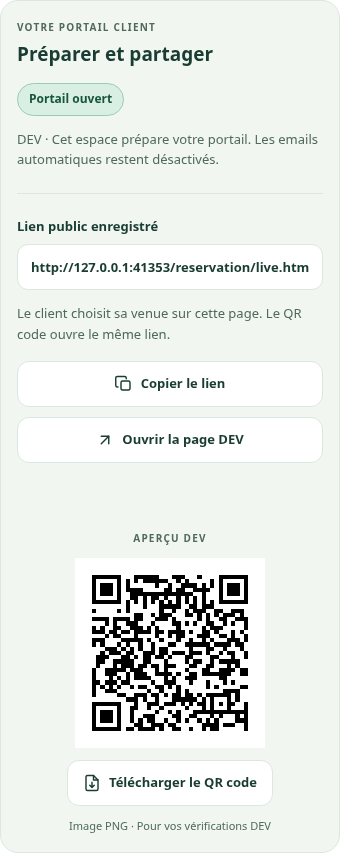 VOTRE PORTAIL CLIENT
Préparer et partager
Portail ouvert
DEV · Cet espace prépare votre portail. Les emails
automatiques restent désactivés.
Lien public enregistré
http://127.0.0.1:41353/reservation/live.htm
Le client choisit sa venue sur cette page. Le QR
code ouvre le même lien.
Copier le lien
Ouvrir la page DEV
APERÇU DEV
Télécharger le QR code
Image PNG · Pour vos vérifications DEV